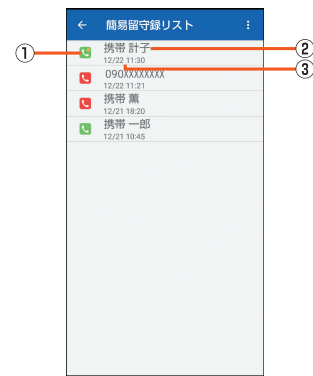 簡易留守録リスト
① 携帯 計子 ②
12/22 11:30 ③
090XXXXXXXX
12/22 11:21
携帯 薫
12/21 18:20
携帯 一郎
12/21 10:45